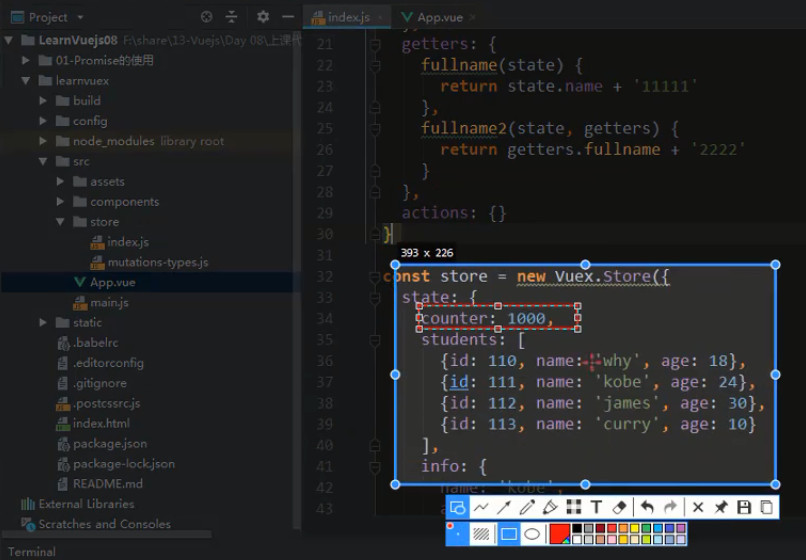 Project
index.js
App.vue
LearnVuejs08 F:\share\13-Vuejs\Day 08\上课代
01-Promise的使用
learnvuex
build
config
node_modules library root
src
assets
components
store
index.js
mutations-types.js
App.vue
main.js
static
.babelrc
.editorconfig
.gitignore
.postcssrc.js
index.html
package.json
package-lock.json
README.md
External Libraries
Scratches and Consoles
Terminal
21 getters: {
22 fullname(state) {
23 return state.name + '11111'
24 },
25 fullname2(state, getters) {
26 return getters.fullname + '2222'
27 }
28 },
29 actions: {}
30 }
393 x 226
31
32 const store = new Vuex.Store({
33 state: {
34 counter: 1000,
35 students: [
36 {id: 110, name: 'why', age: 18},
37 {id: 111, name: 'kobe', age: 24},
38 {id: 112, name: 'james', age: 30},
39 {id: 113, name: 'curry', age: 10}
40 ],
41 info: {
42 name: 'kobe',
T